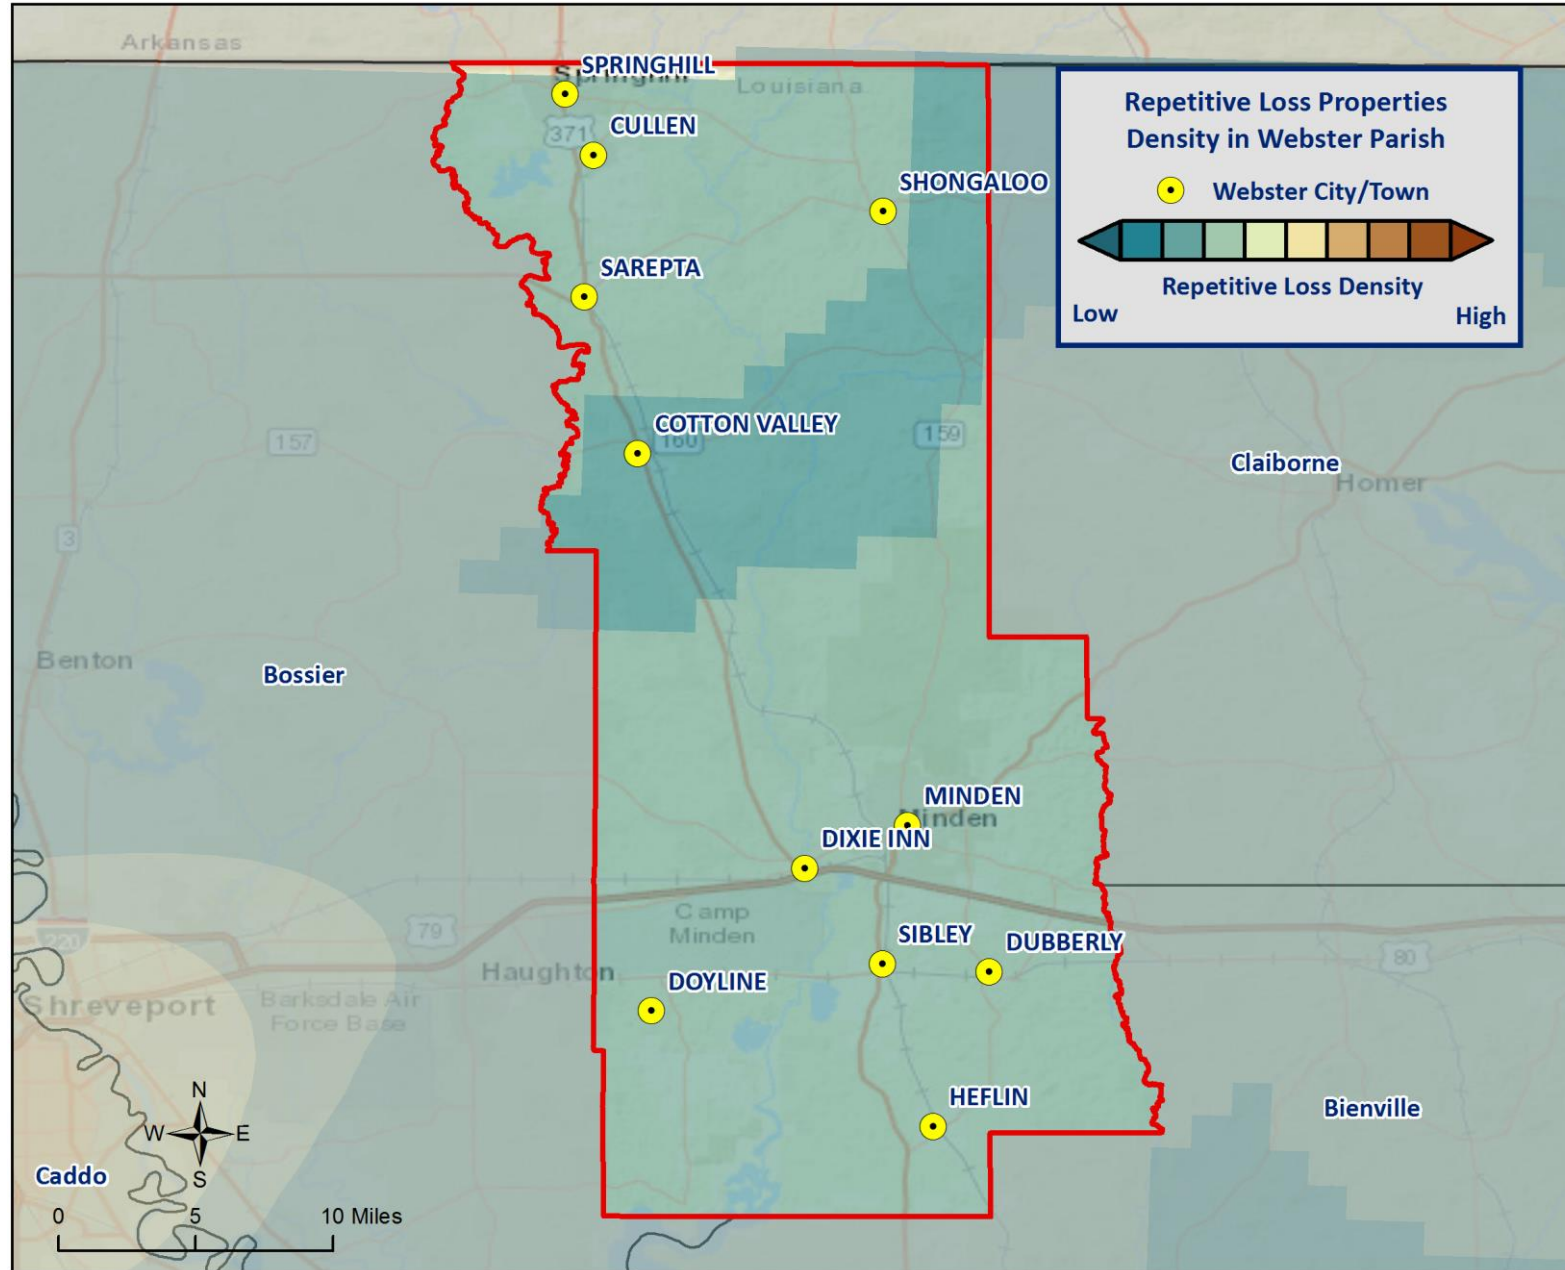 Arkansas
SPRINGHILL
Springhill
Louisiana
371
CULLEN
SHONGALOO
SAREPTA
Repetitive Loss Properties
Density in Webster Parish
Webster City/Town
Repetitive Loss Density
Low
High
COTTON VALLEY
160
157
159
Claiborne
Homer
3
Benton
Bossier
MINDEN
Minden
DIXIE INN
Camp
Minden
79
220
SIBLEY
DUBBERLY
80
Haughton
DOYLINE
Shreveport
Barksdale Air
Force Base
HEFLIN
Bienville
N
W
E
S
Caddo
0
5
10 Miles